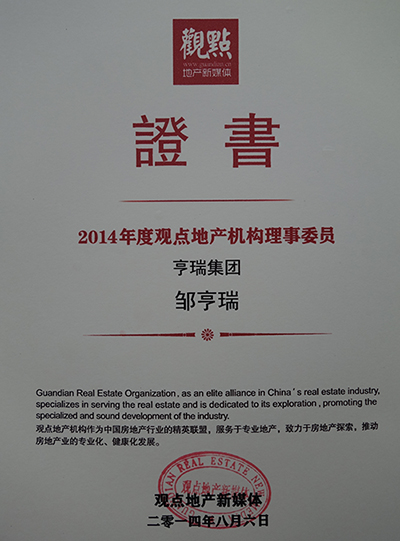 觀點
www.guandian.cn
地产新媒体
證書
2014年度观点地产机构理事委员
亨瑞集团
邹亨瑞
Guandian Real Estate Organization, as an elite alliance in China's real estate industry,
specializes in serving the real estate and is dedicated to its exploration, promoting the
specialized and sound development of the industry.
观点地产机构作为中国房地产行业的精英联盟，服务于专业地产，致力于房地产探索，推动
房地产业的专业化、健康化发展。
REAL ESTATE NEW
观点地产新媒体
观点地产新媒体
二零一四年八月六日